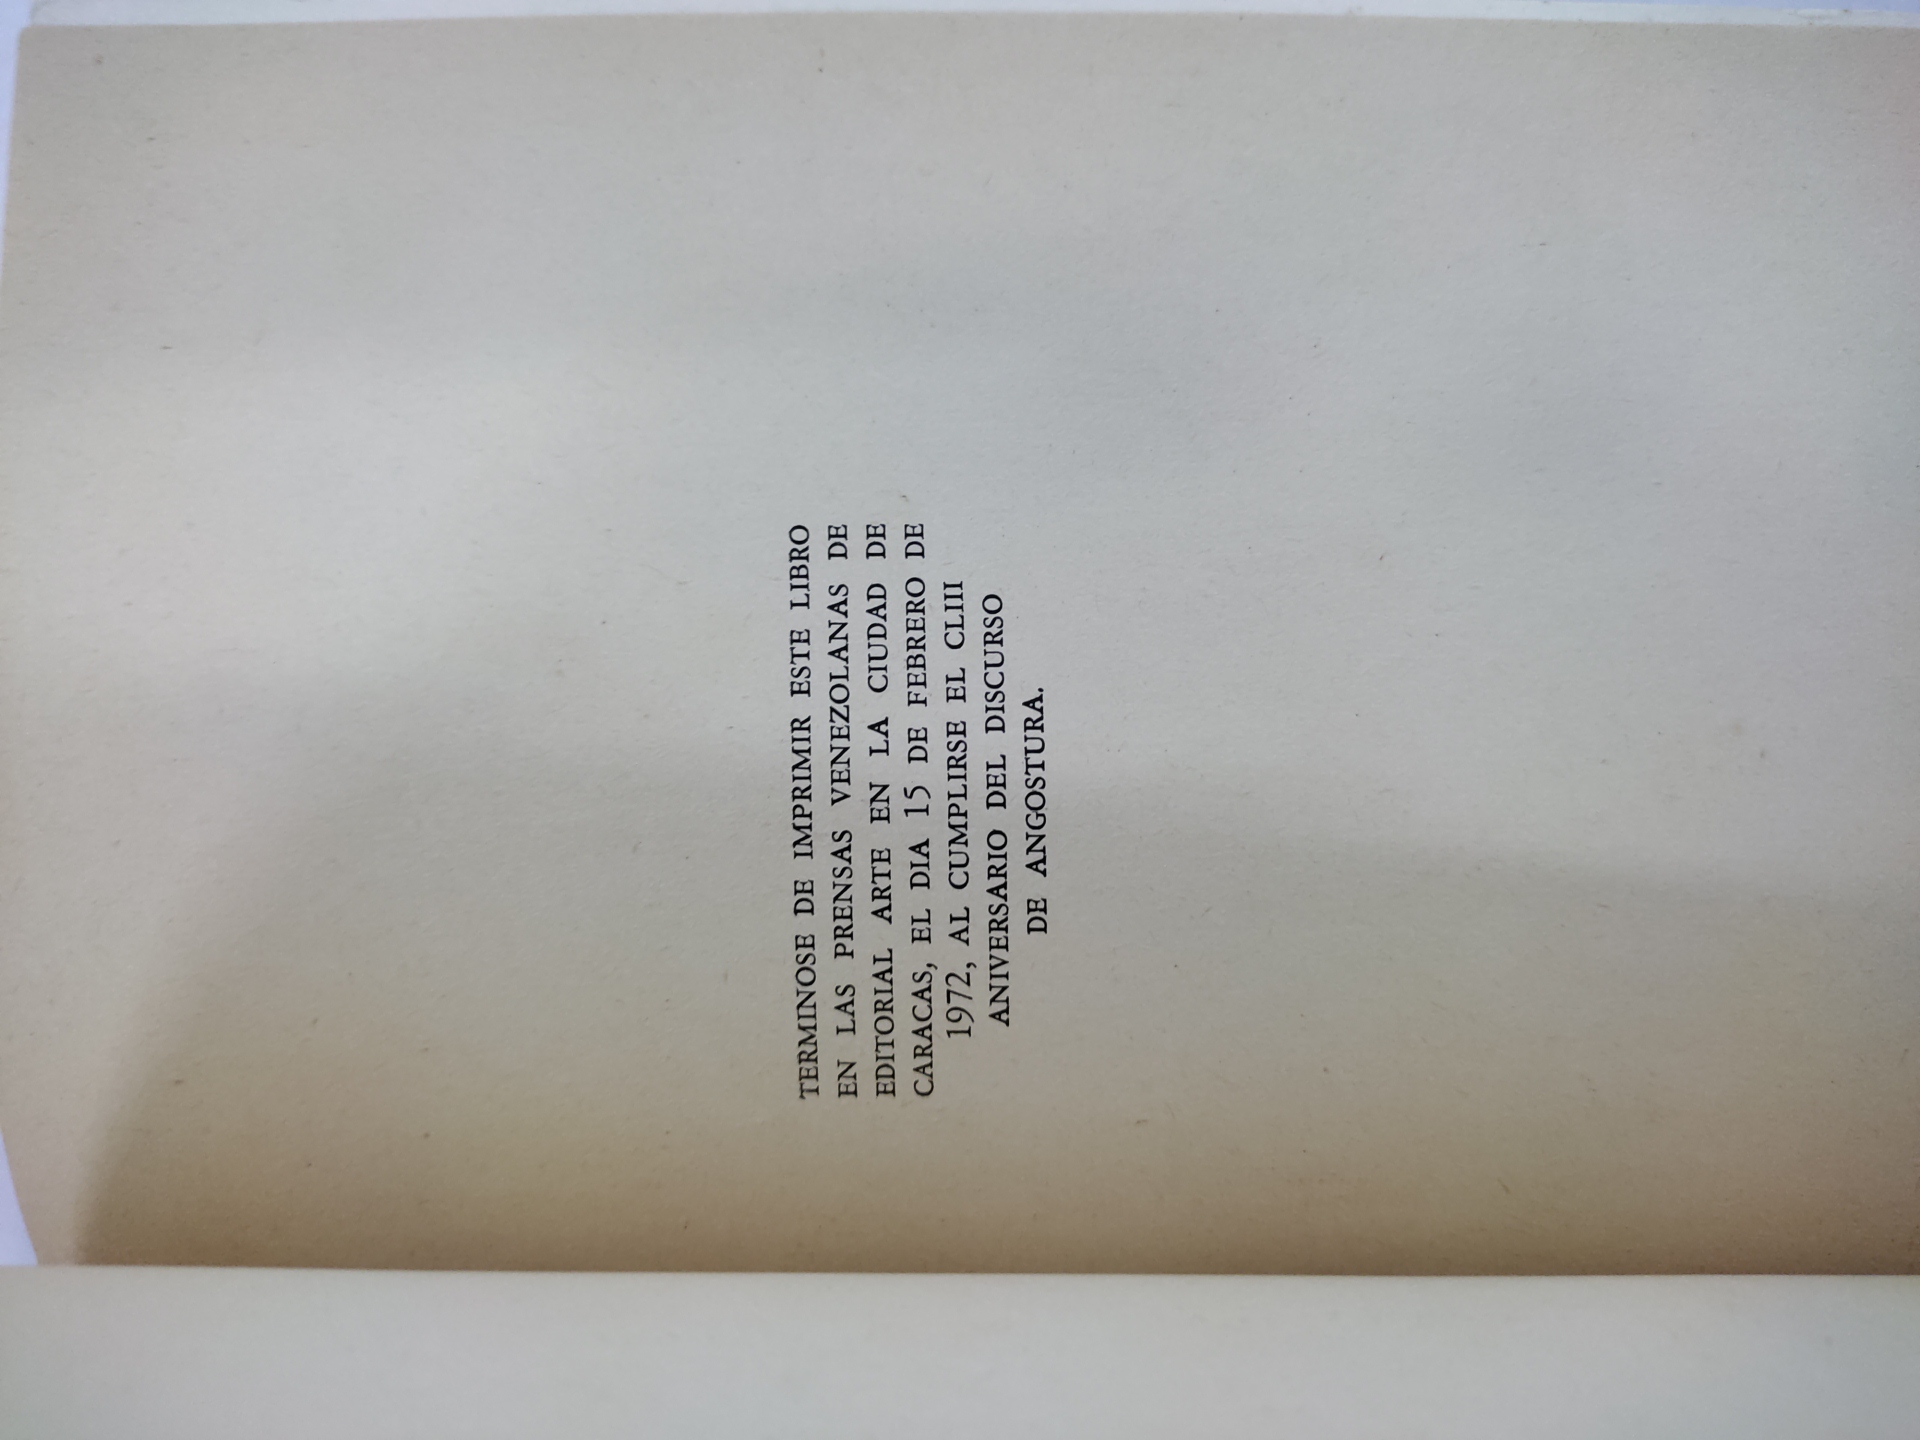 TERMINOSE DE IMPRIMIR ESTE LIBRO
EN LAS PRENSAS VENEZOLANAS DE
EDITORIAL ARTE EN LA CIUDAD DE
CARACAS, EL DIA 15 DE FEBRERO DE
1972, AL CUMPLIRSE EL CLIII
ANIVERSARIO DEL DISCURSO
DE ANGOSTURA.